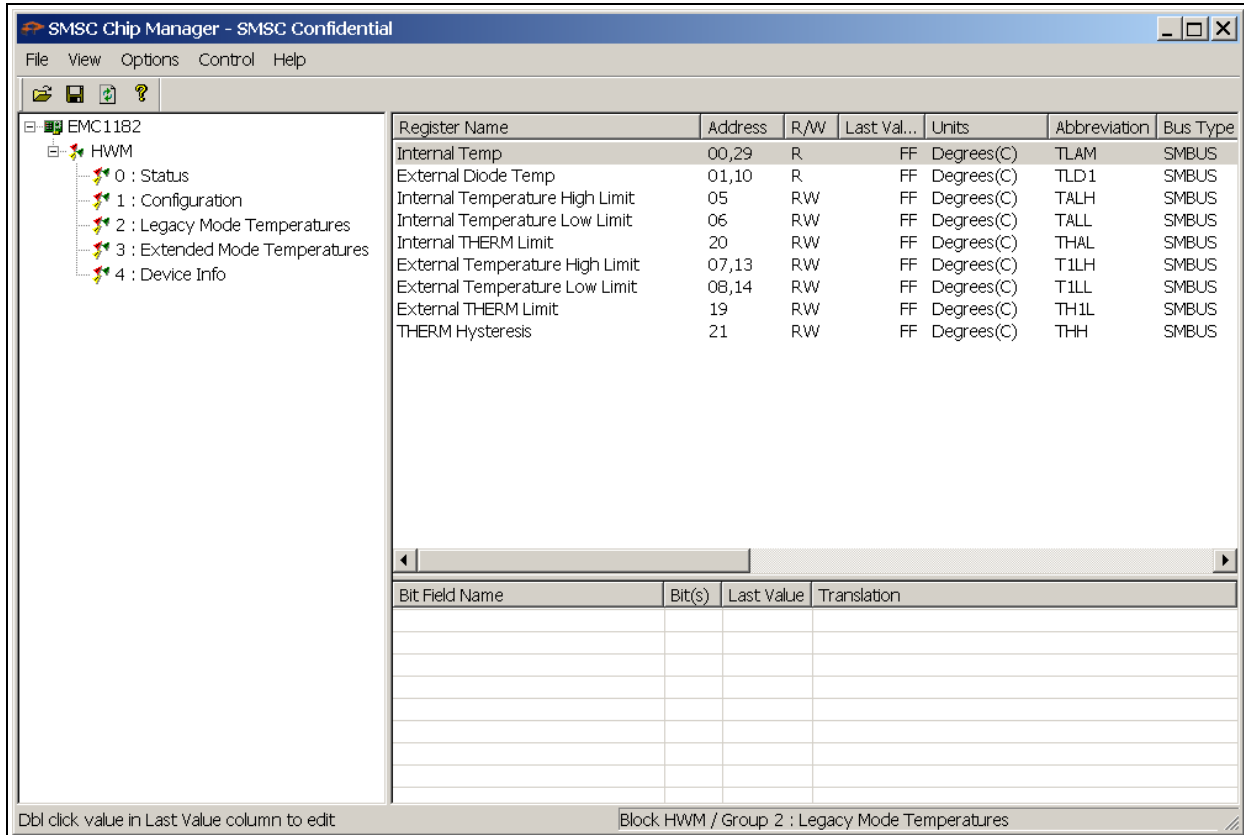 SMSC Chip Manager - SMSC Confidential
File View Options Control Help
EMC1182
HWM
0 : Status
1 : Configuration
2 : Legacy Mode Temperatures
3 : Extended Mode Temperatures
4 : Device Info
Register Name Address R/W Last Val... Units Abbreviation Bus Type
Internal Temp 00,29 R FF Degrees(C) TLAM SMBUS
External Diode Temp 01,10 R FF Degrees(C) TLD1 SMBUS
Internal Temperature High Limit 05 RW FF Degrees(C) TALH SMBUS
Internal Temperature Low Limit 06 RW FF Degrees(C) TALL SMBUS
Internal THERM Limit 20 RW FF Degrees(C) THAL SMBUS
External Temperature High Limit 07,13 RW FF Degrees(C) T1LH SMBUS
External Temperature Low Limit 08,14 RW FF Degrees(C) T1LL SMBUS
External THERM Limit 19 RW FF Degrees(C) TH1L SMBUS
THERM Hysteresis 21 RW FF Degrees(C) THH SMBUS
Bit Field Name Bit(s) Last Value Translation
Dbl click value in Last Value column to edit Block HWM / Group 2 : Legacy Mode Temperatures